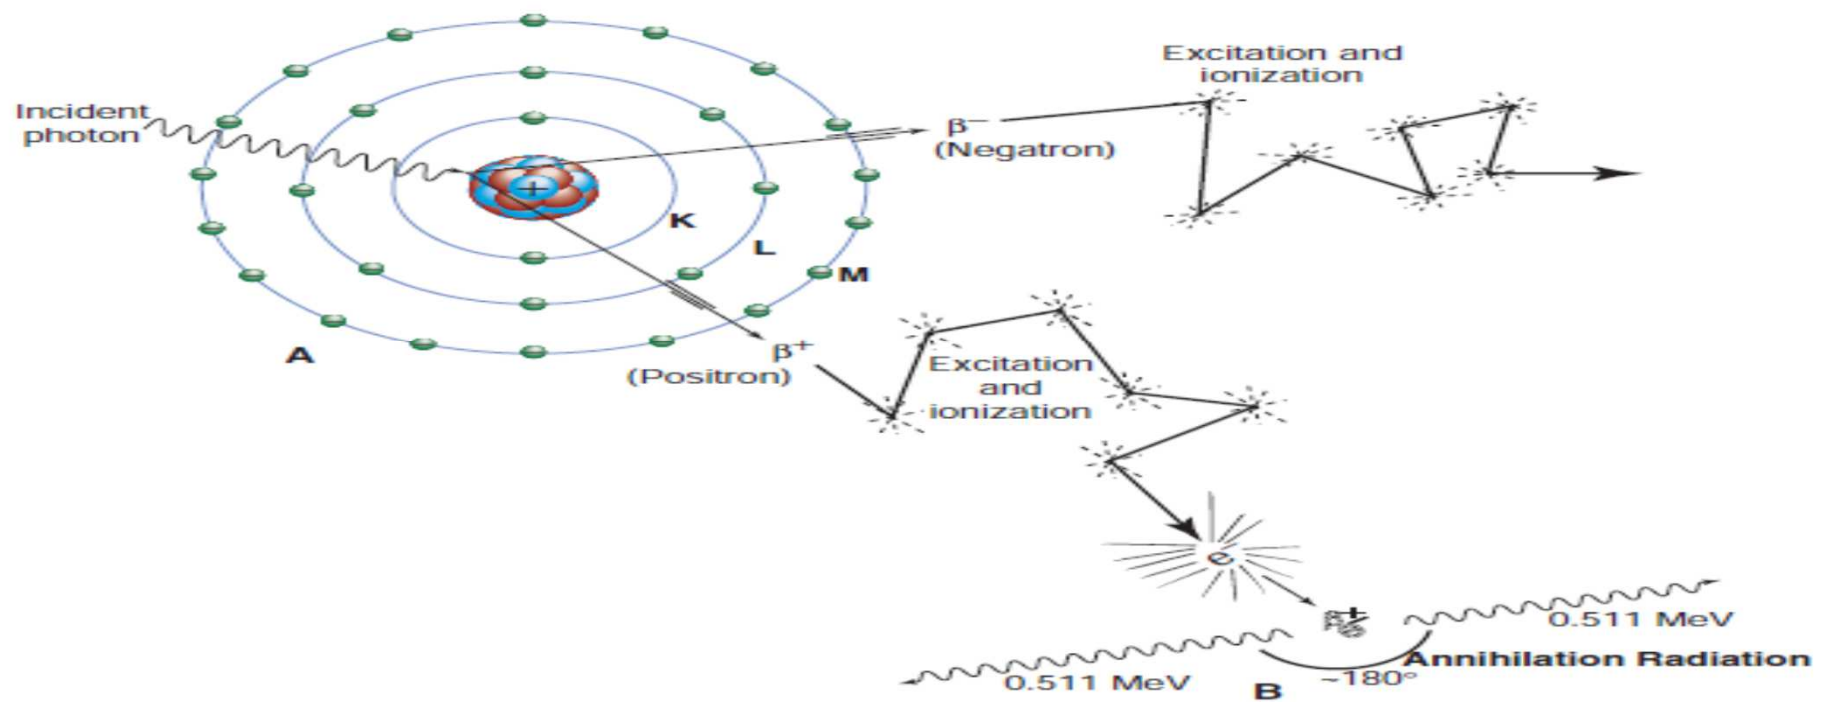 Excitation and
ionization
Incident
photon
β−
(Negatron)
+
K
L
M
A
β+
(Positron)
Excitation
and
ionization
e
0.511 MeV
0.511 MeV
Annihilation Radiation
~180°
B